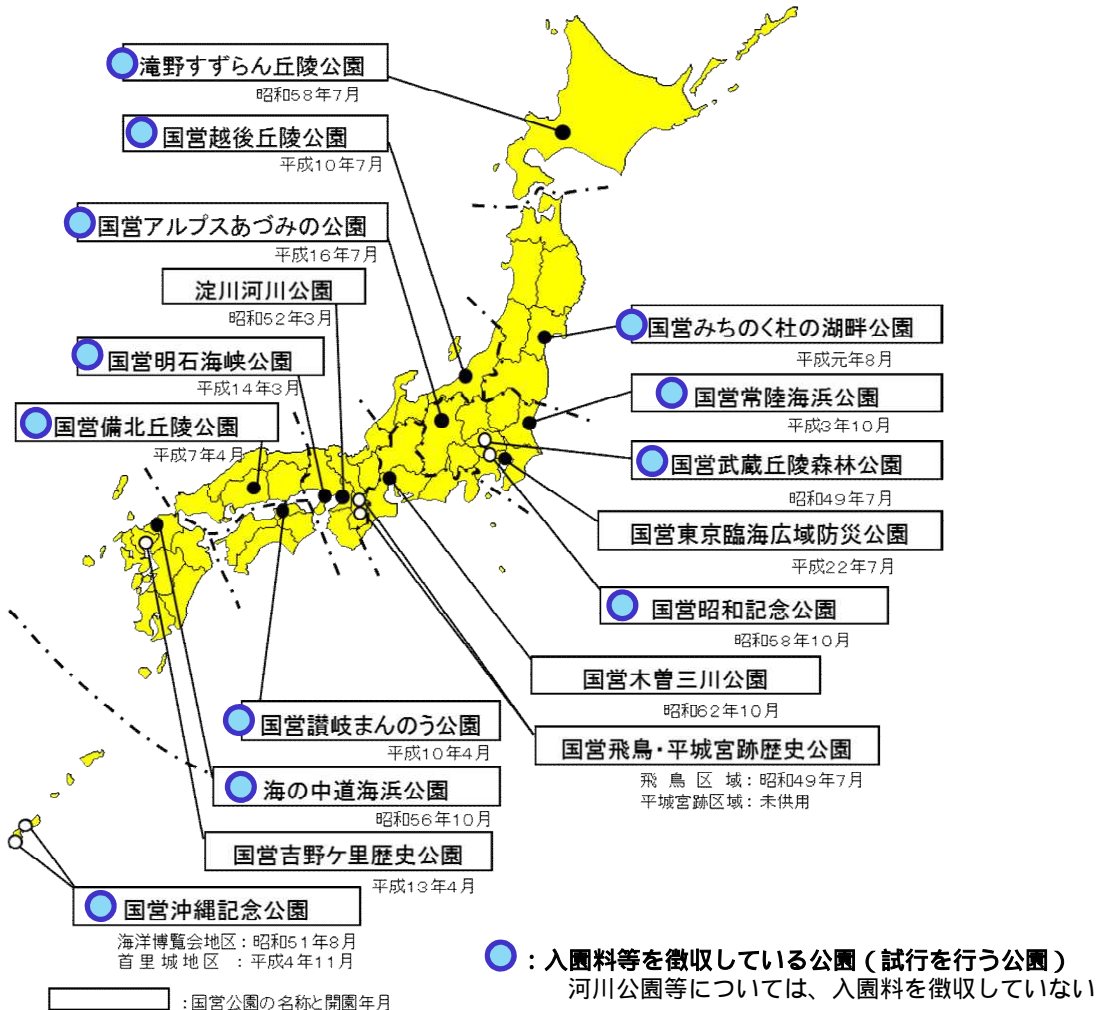 滝野すずらん丘陵公園
昭和58年7月
国営越後丘陵公園
平成10年7月
国営アルプスあづみの公園
平成16年7月
淀川河川公園
昭和52年3月
国営明石海峡公園
平成14年3月
国営備北丘陵公園
平成7年4月
国営みちのく杜の湖畔公園
平成元年8月
国営常陸海浜公園
平成3年10月
国営武蔵丘陵森林公園
昭和49年7月
国営東京臨海広域防災公園
平成22年7月
国営昭和記念公園
昭和58年10月
国営木曽三川公園
昭和62年10月
国営飛鳥・平城宮跡歴史公園
飛鳥区域：昭和49年7月
平城宮跡区域：未供用
国営讃岐まんのう公園
平成10年4月
海の中道海浜公園
昭和56年10月
国営吉野ケ里歴史公園
平成13年4月
国営沖縄記念公園
海洋博覧会地区：昭和51年8月
首里城地区：平成4年11月
：国営公園の名称と開園年月
：入園料等を徴収している公園（試行を行う公園）
河川公園等については、入園料を徴収していない